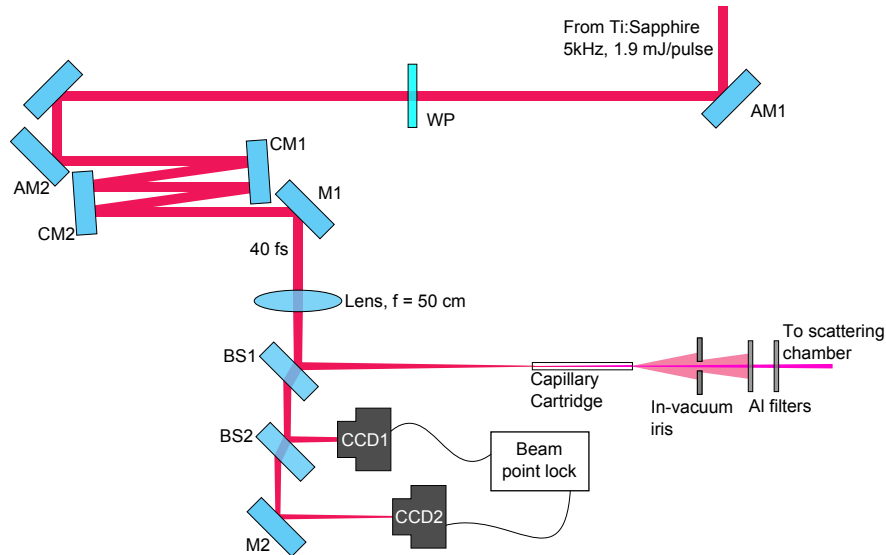 From Ti:Sapphire
5kHz, 1.9 mJ/pulse
WP
AM1
CM1
AM2
M1
CM2
40 fs
Lens, f = 50 cm
BS1
To scattering
chamber
Capillary
Cartridge
In-vacuum
iris
Al filters
BS2
CCD1
Beam
point lock
CCD2
M2